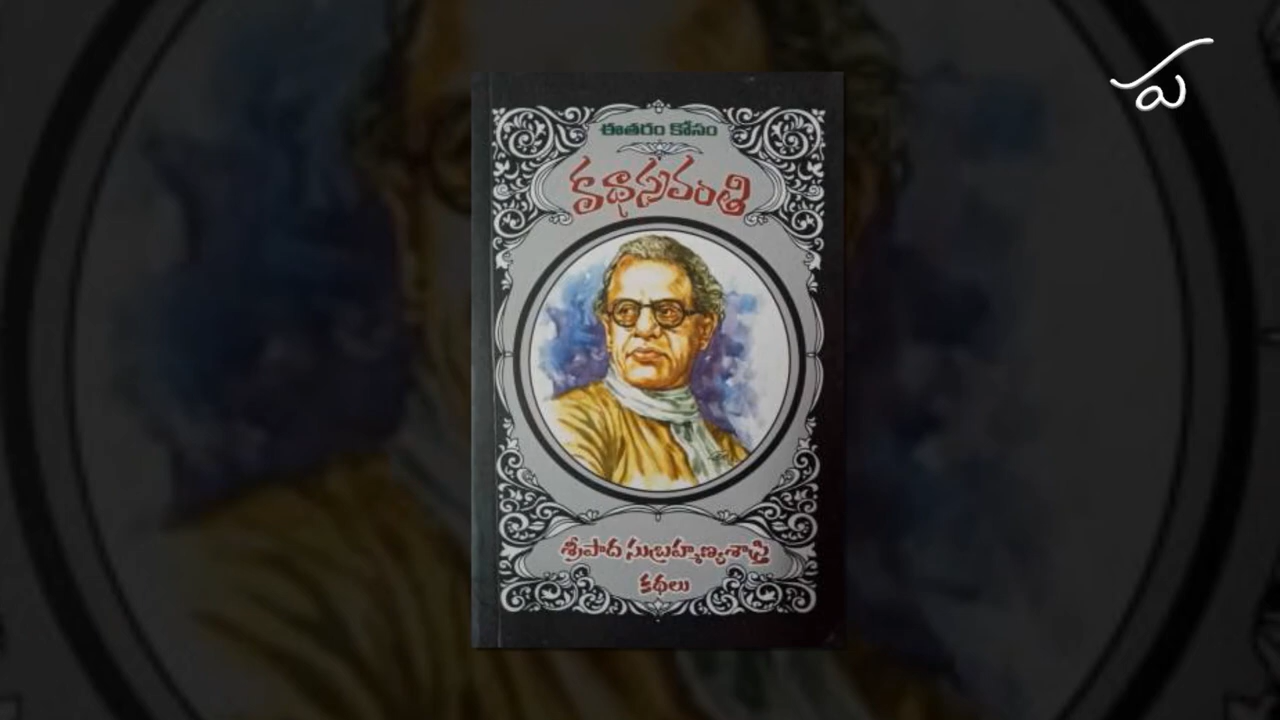 ఈతరం కోసం
కథాస్రవంతి
శ్రీపాద సుబ్రహ్మణ్యశాస్త్రి
కథలు
ప